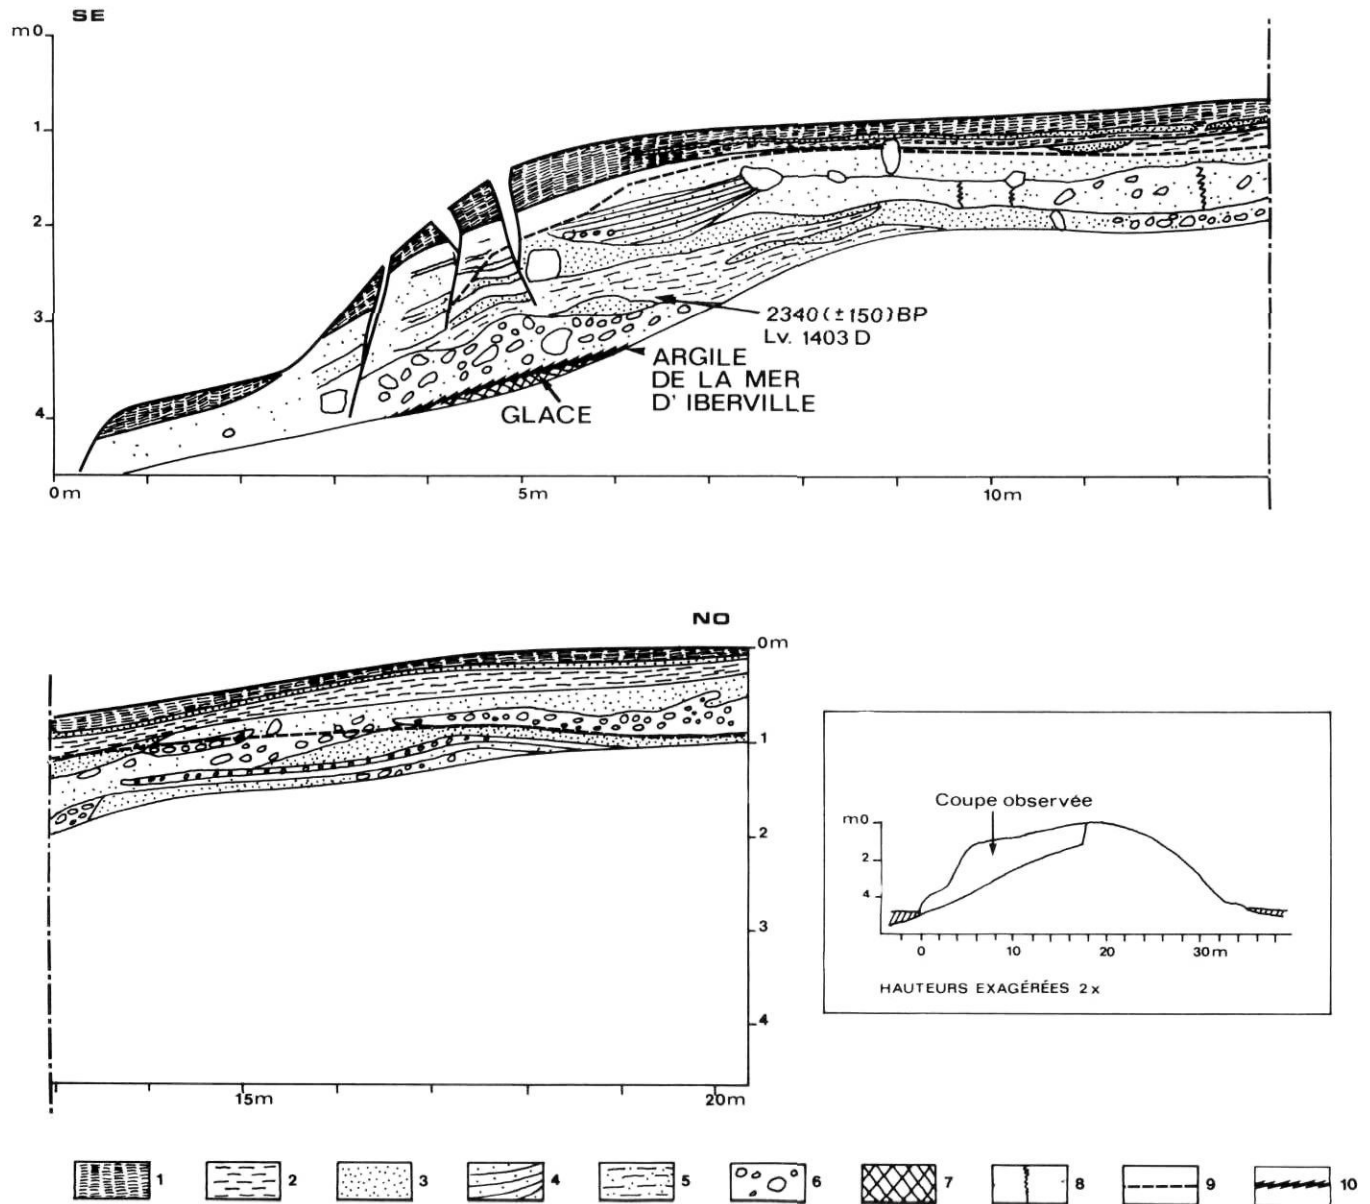 SE
m0
1
2
3
4
2340 (±150) BP
Lv. 1403 D
ARGILE
DE LA MER
D' IBERVILLE
GLACE
0m 5m 10m
NO
0m
1
2
3
4
15m 20m
Coupe observée
m0
2
4
0 10 20 30m
HAUTEURS EXAGÉRÉES 2x
1 2 3 4 5 6 7 8 9 10